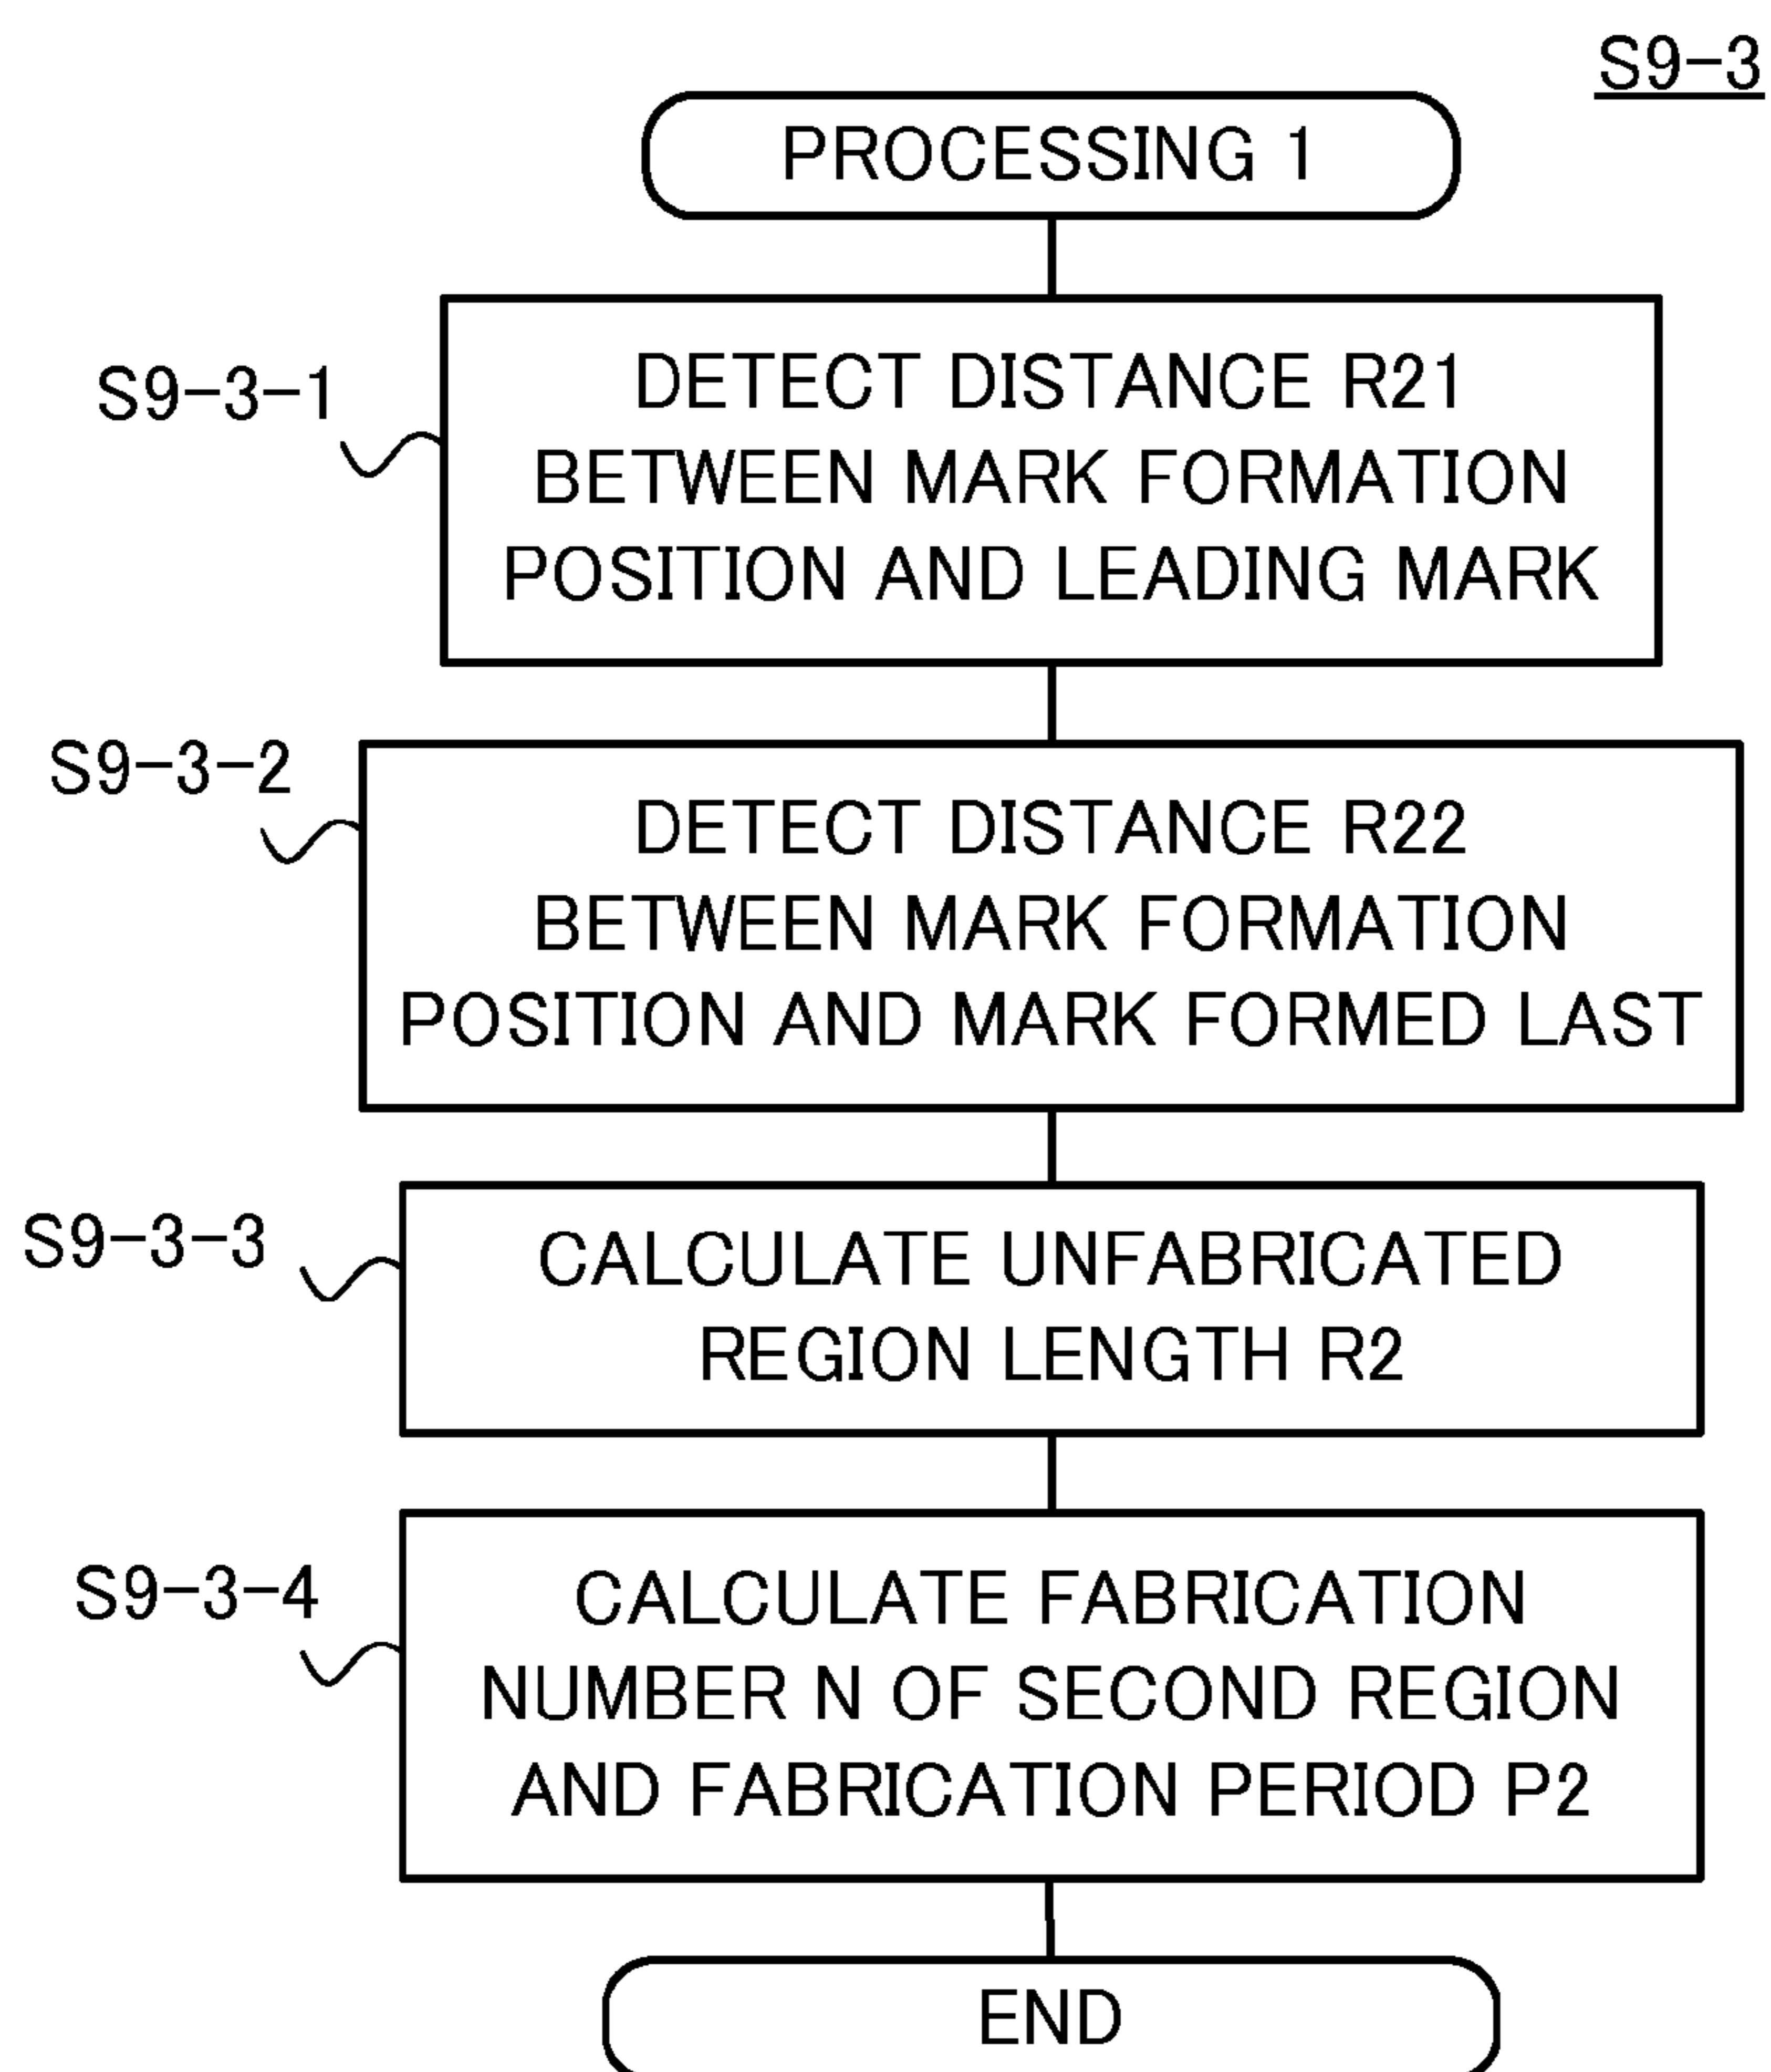 S9-3
PROCESSING 1
S9-3-1
DETECT DISTANCE R21
BETWEEN MARK FORMATION
POSITION AND LEADING MARK
S9-3-2
DETECT DISTANCE R22
BETWEEN MARK FORMATION
POSITION AND MARK FORMED LAST
S9-3-3
CALCULATE UNFABRICATED
REGION LENGTH R2
S9-3-4
CALCULATE FABRICATION
NUMBER N OF SECOND REGION
AND FABRICATION PERIOD P2
END